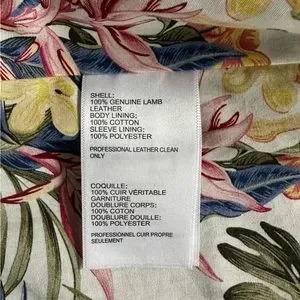 SHELL:
100% GENUINE LAMB
LEATHER
BODY LINING:
100% COTTON
SLEEVE LINING:
100% POLYESTER
PROFESSIONAL LEATHER CLEAN
ONLY
COQUILLE:
100% CUIR VÉRITABLE
GARNITURE
DOUBLURE CORPS:
100% COTON
DOUBLURE DOUILLE:
100% POLYESTER
PROFESSIONNEL CUIR PROPRE
SEULEMENT